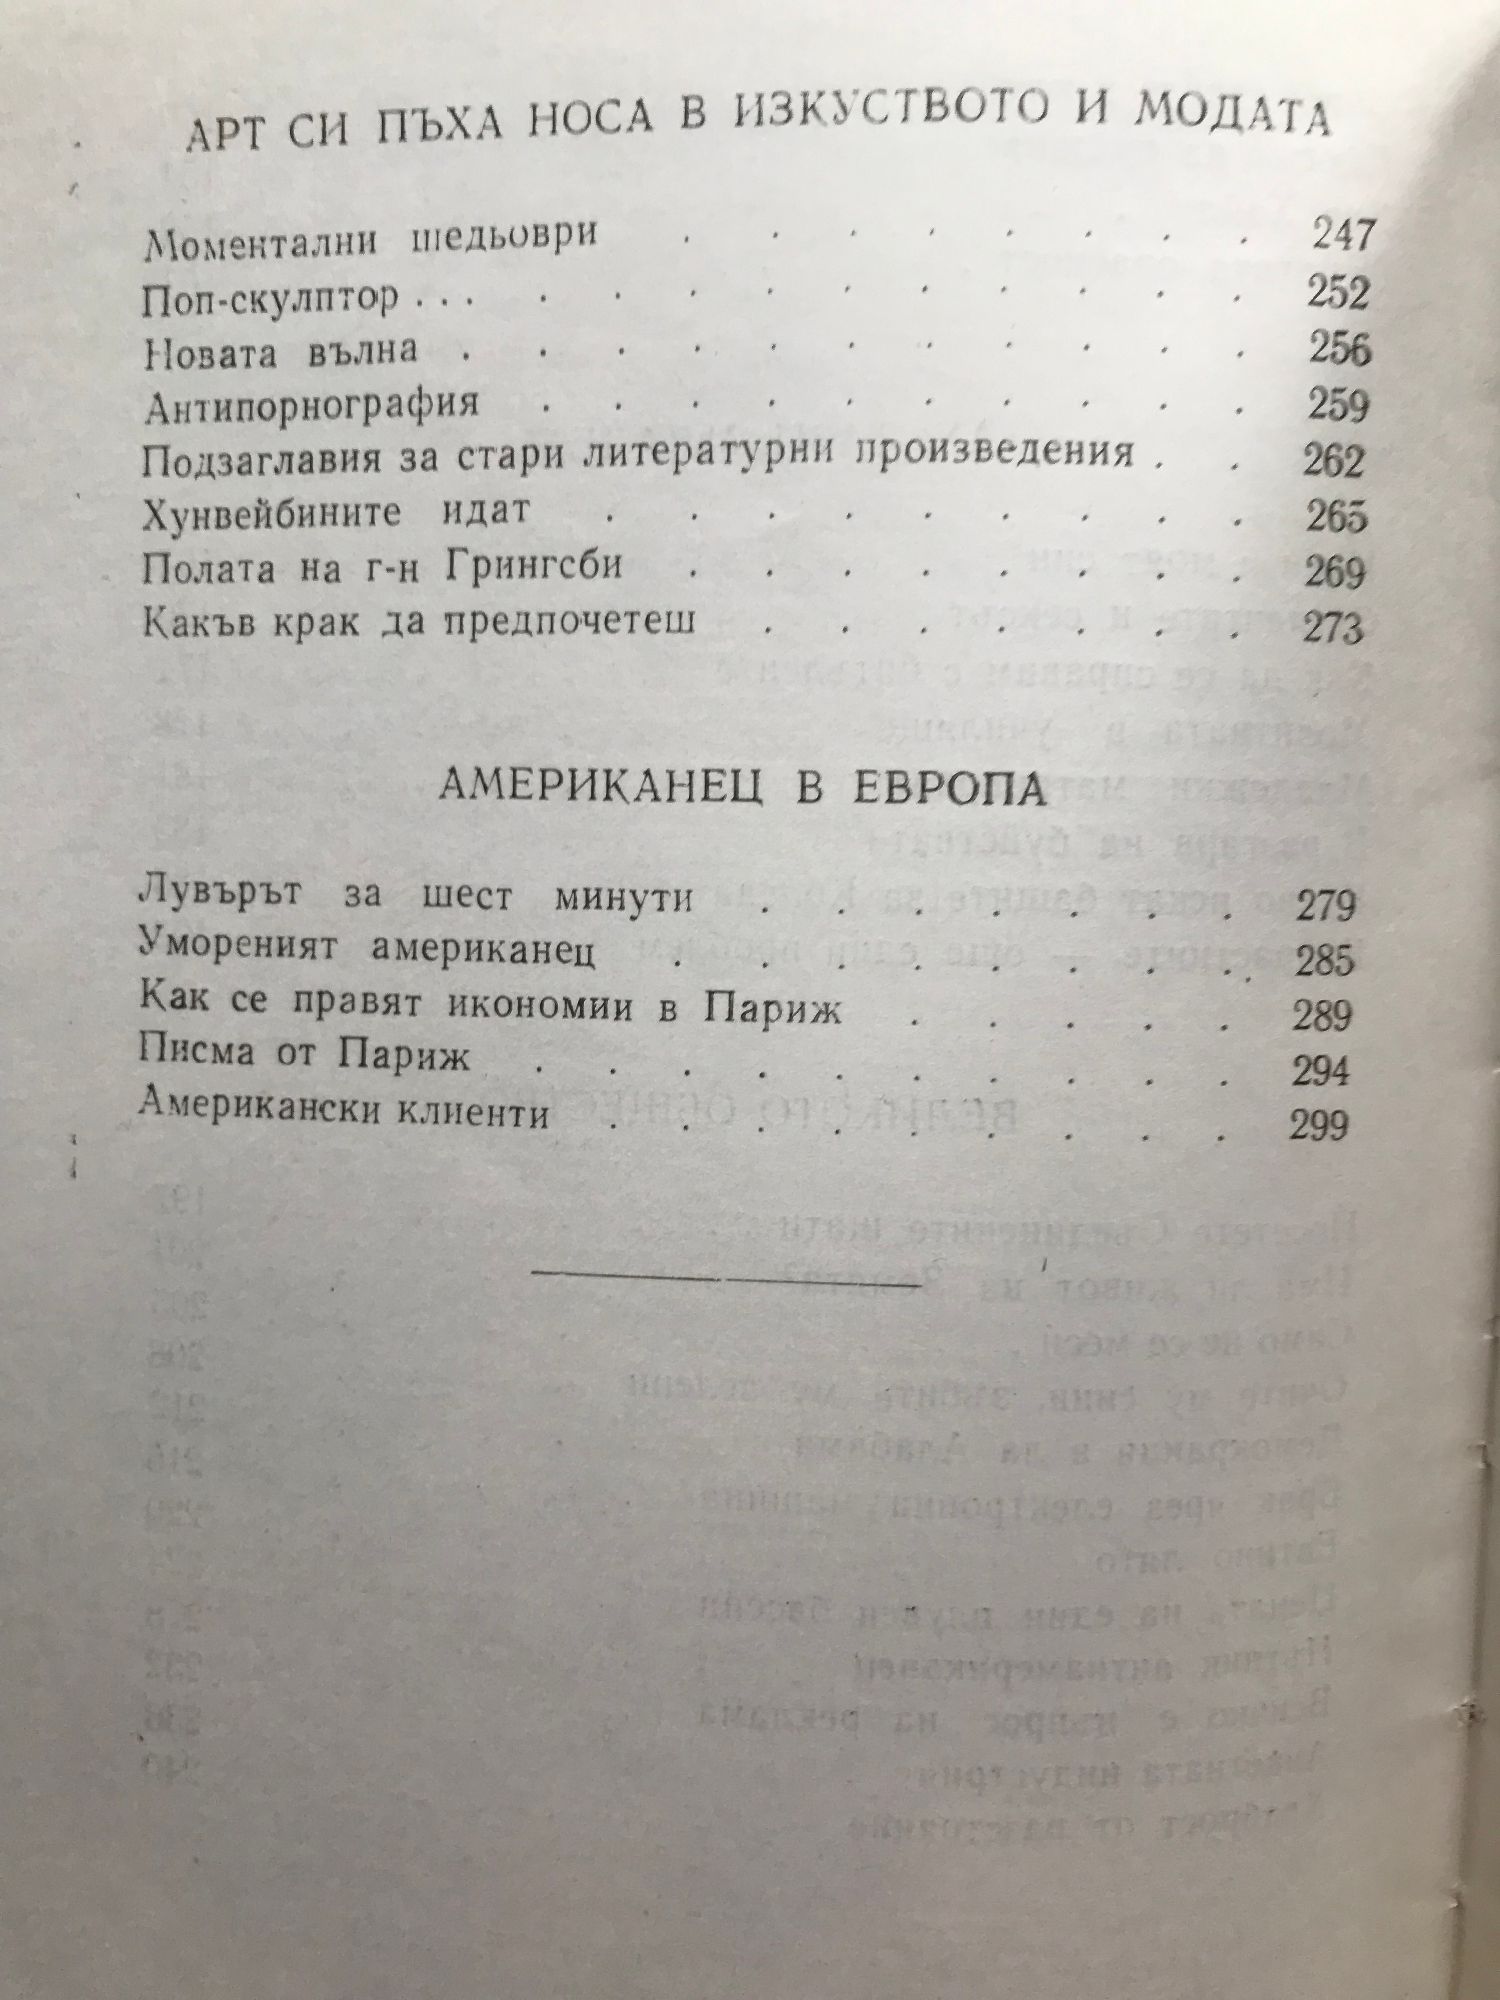 АРТ СИ ПЪХА НОСА В ИЗКУСТВОТО И МОДАТА
Моментални шедьоври . . . . . . . . 247
Поп-скулптор . . . . . . . . . . . . . 252
Новата вълна . . . . . . . . . . . 256
Антипорнография . . . . . . . . . . 259
Подзаглавия за стари литературни произведения . . 262
Хунвейбините идат . . . . . . . . . 265
Полата на г-н Грингсби . . . . . . . . 269
Какъв крак да предпочетеш . . . . . . . 273
АМЕРИКАНЕЦ В ЕВРОПА
Лувърът за шест минути . . . . . . . 279
Умореният американец . . . . . . . . 285
Как се правят икономии в Париж . . . . . 289
Писма от Париж . . . . . . . . . . 294
Американски клиенти . . . . . . . . . 299